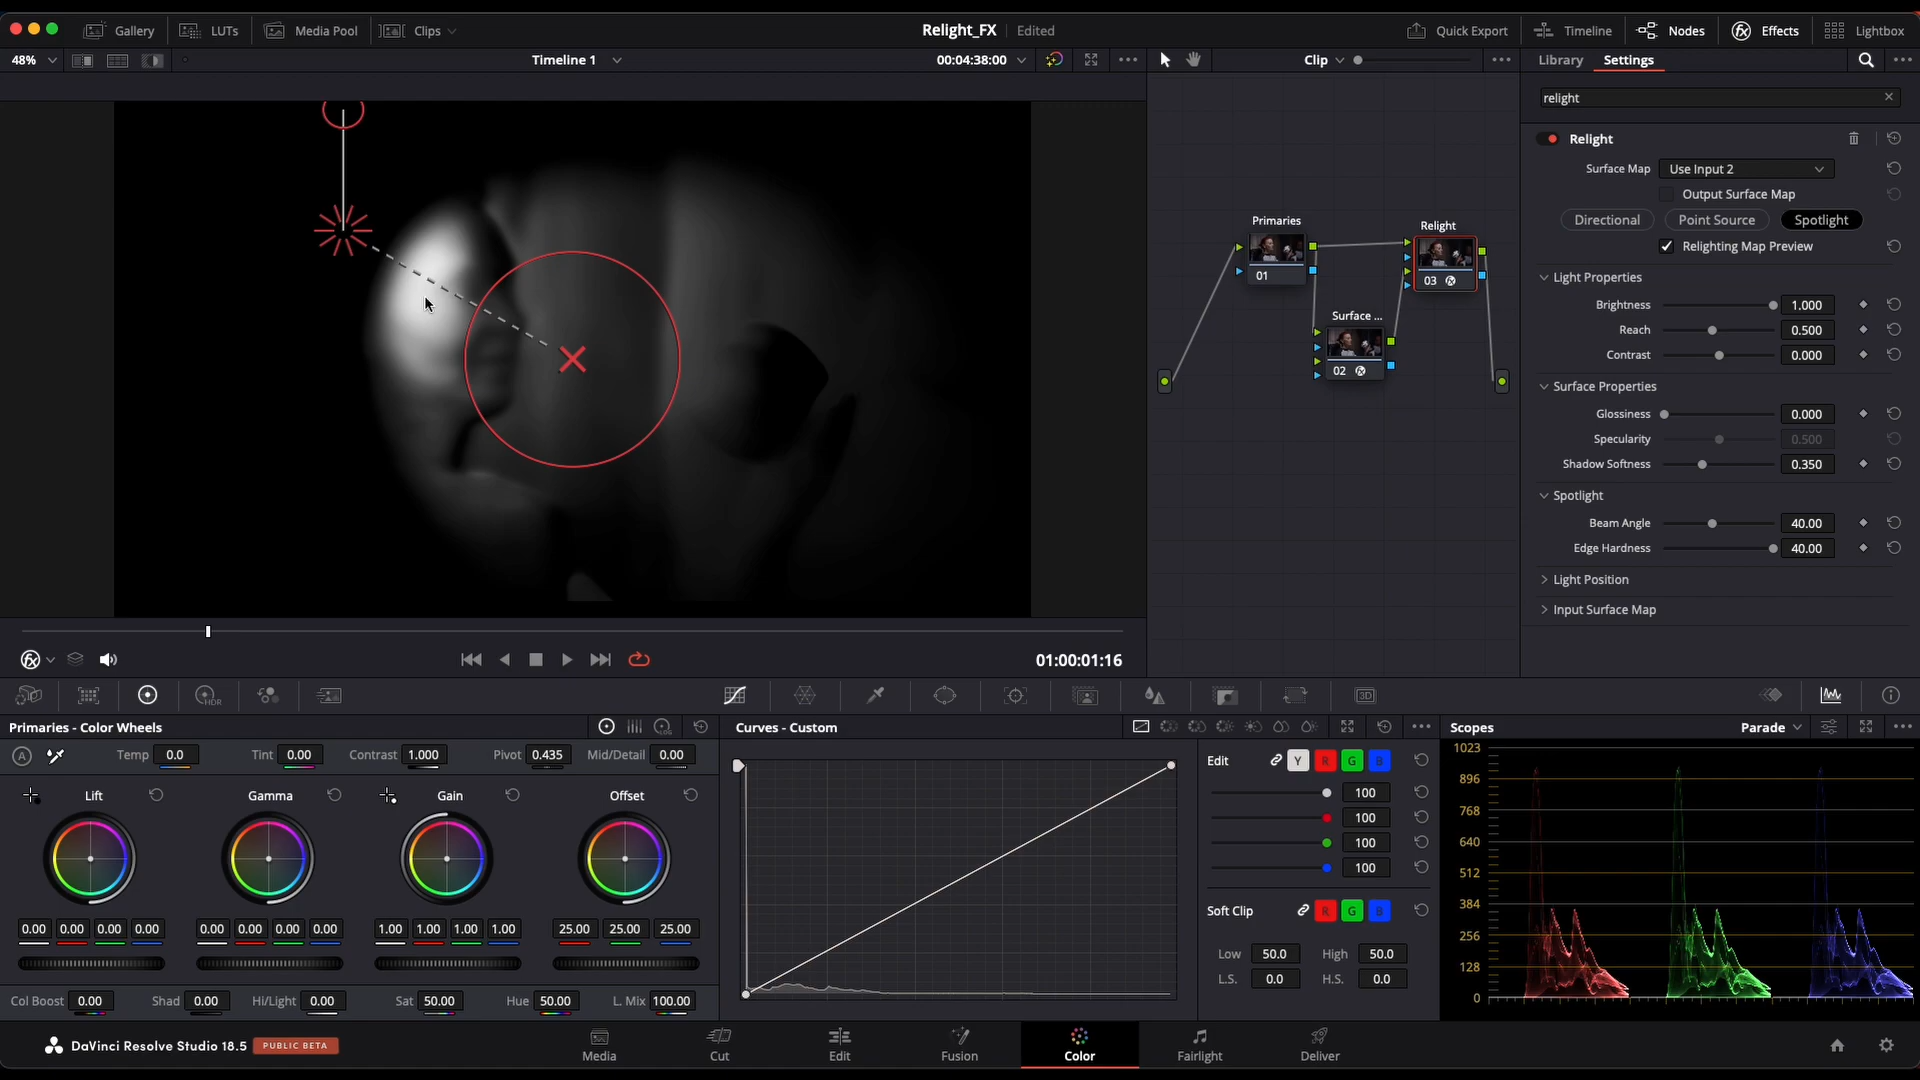 Gallery LUTs Media Pool Clips Relight_FX Edited Quick Export Timeline Nodes Effects Lightbox
48% Timeline 1 00:04:38:00 Clip Library Settings
relight
Relight
Surface Map Use Input 2
Output Surface Map
Directional Point Source Spotlight
Relighting Map Preview
Primaries
01
Relight
03
Surface ...
02
Light Properties
Brightness 1.000
Reach 0.500
Contrast 0.000
Surface Properties
Glossiness 0.000
Specularity 0.500
Shadow Softness 0.350
Spotlight
Beam Angle 40.00
Edge Hardness 40.00
Light Position
Input Surface Map
01:00:01:16
HDR
3D
Primaries - Color Wheels
LOG
A Temp 0.0 Tint 0.00 Contrast 1.000 Pivot 0.435 Mid/Detail 0.00
Lift Gamma Gain Offset
0.00 0.00 0.00 0.00 0.00 0.00 0.00 0.00 1.00 1.00 1.00 1.00 25.00 25.00 25.00
Col Boost 0.00 Shad 0.00 Hi/Light 0.00 Sat 50.00 Hue 50.00 L. Mix 100.00
Curves - Custom
Edit Y R G B
100
100
100
100
Soft Clip R G B
Low 50.0 High 50.0
L.S. 0.0 H.S. 0.0
Scopes Parade
1023
896
768
640
512
384
256
128
0
DaVinci Resolve Studio 18.5 PUBLIC BETA
Media Cut Edit Fusion Color Fairlight Deliver